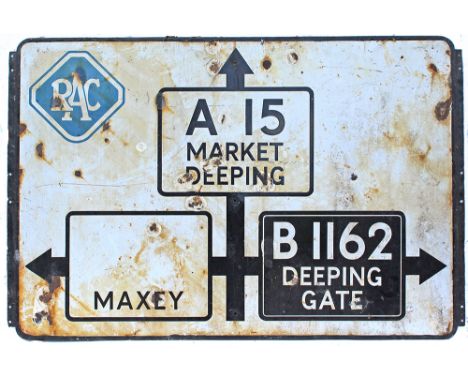 RAC
A 15
MARKET
DEEPING
MAXEY
B 1162
DEEPING
GATE